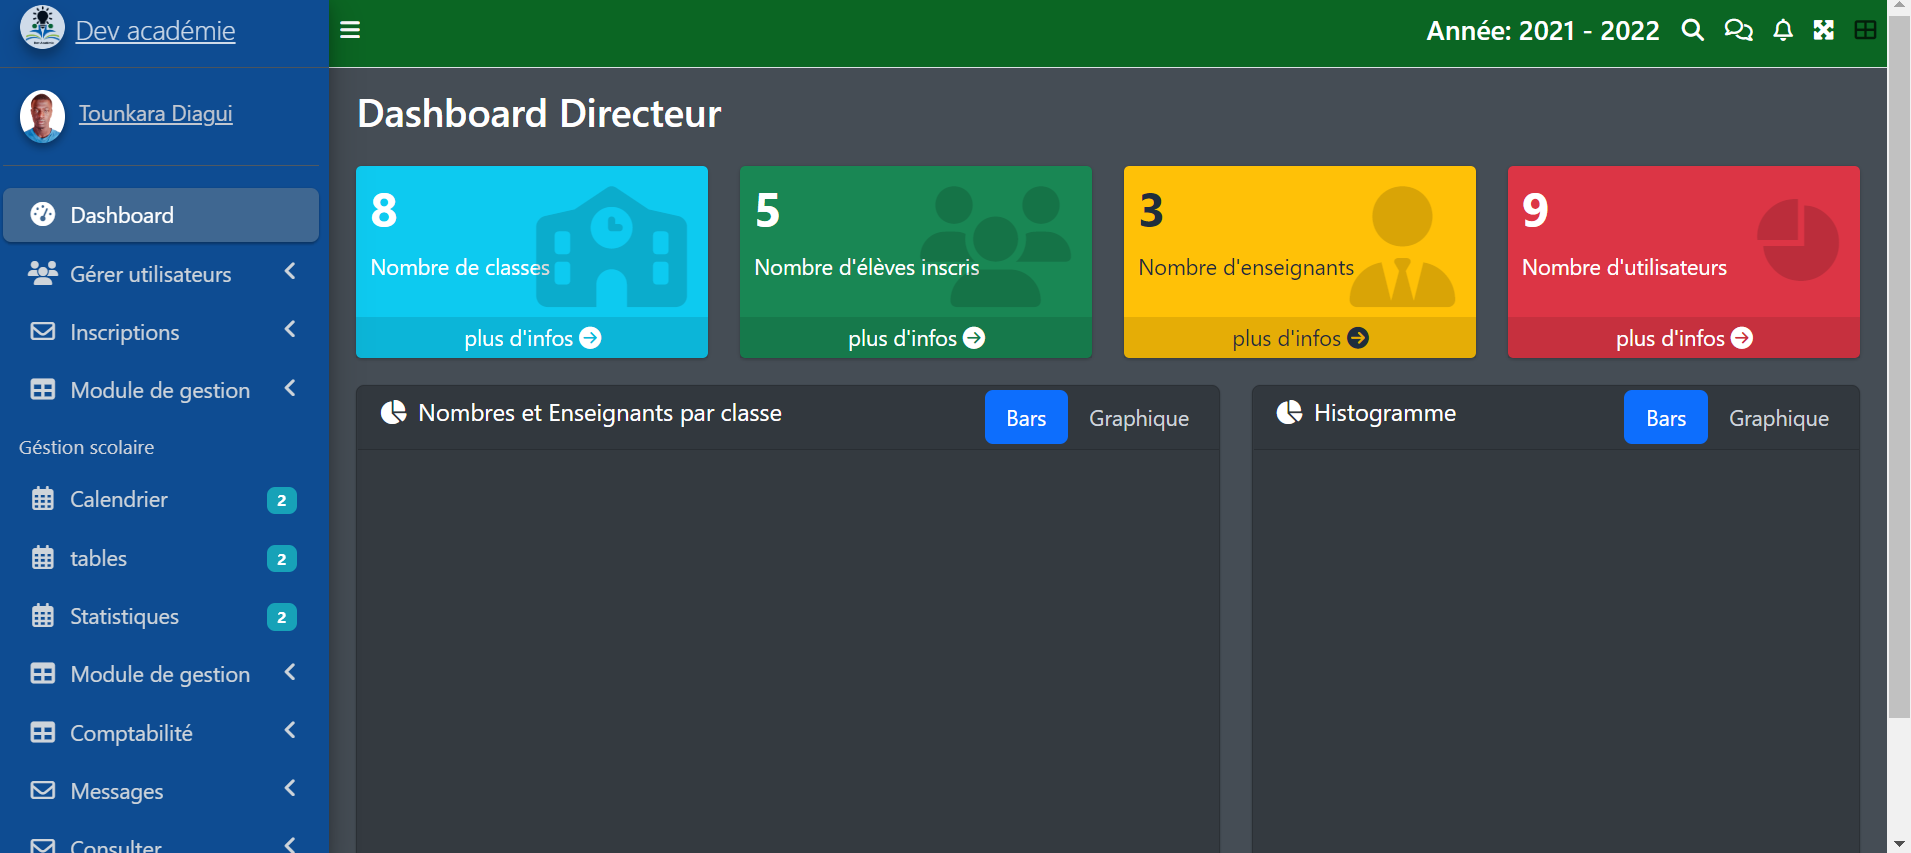 Dev académie
Année: 2021 - 2022
Tounkara Diagui
Dashboard
Gérer utilisateurs
Inscriptions
Module de gestion
Géstion scolaire
Calendrier 2
tables 2
Statistiques 2
Module de gestion
Comptabilité
Messages
Consulter
Dashboard Directeur
8
Nombre de classes
plus d'infos
5
Nombre d'élèves inscris
plus d'infos
3
Nombre d'enseignants
plus d'infos
9
Nombre d'utilisateurs
plus d'infos
Nombres et Enseignants par classe
Bars Graphique
Histogramme
Bars Graphique